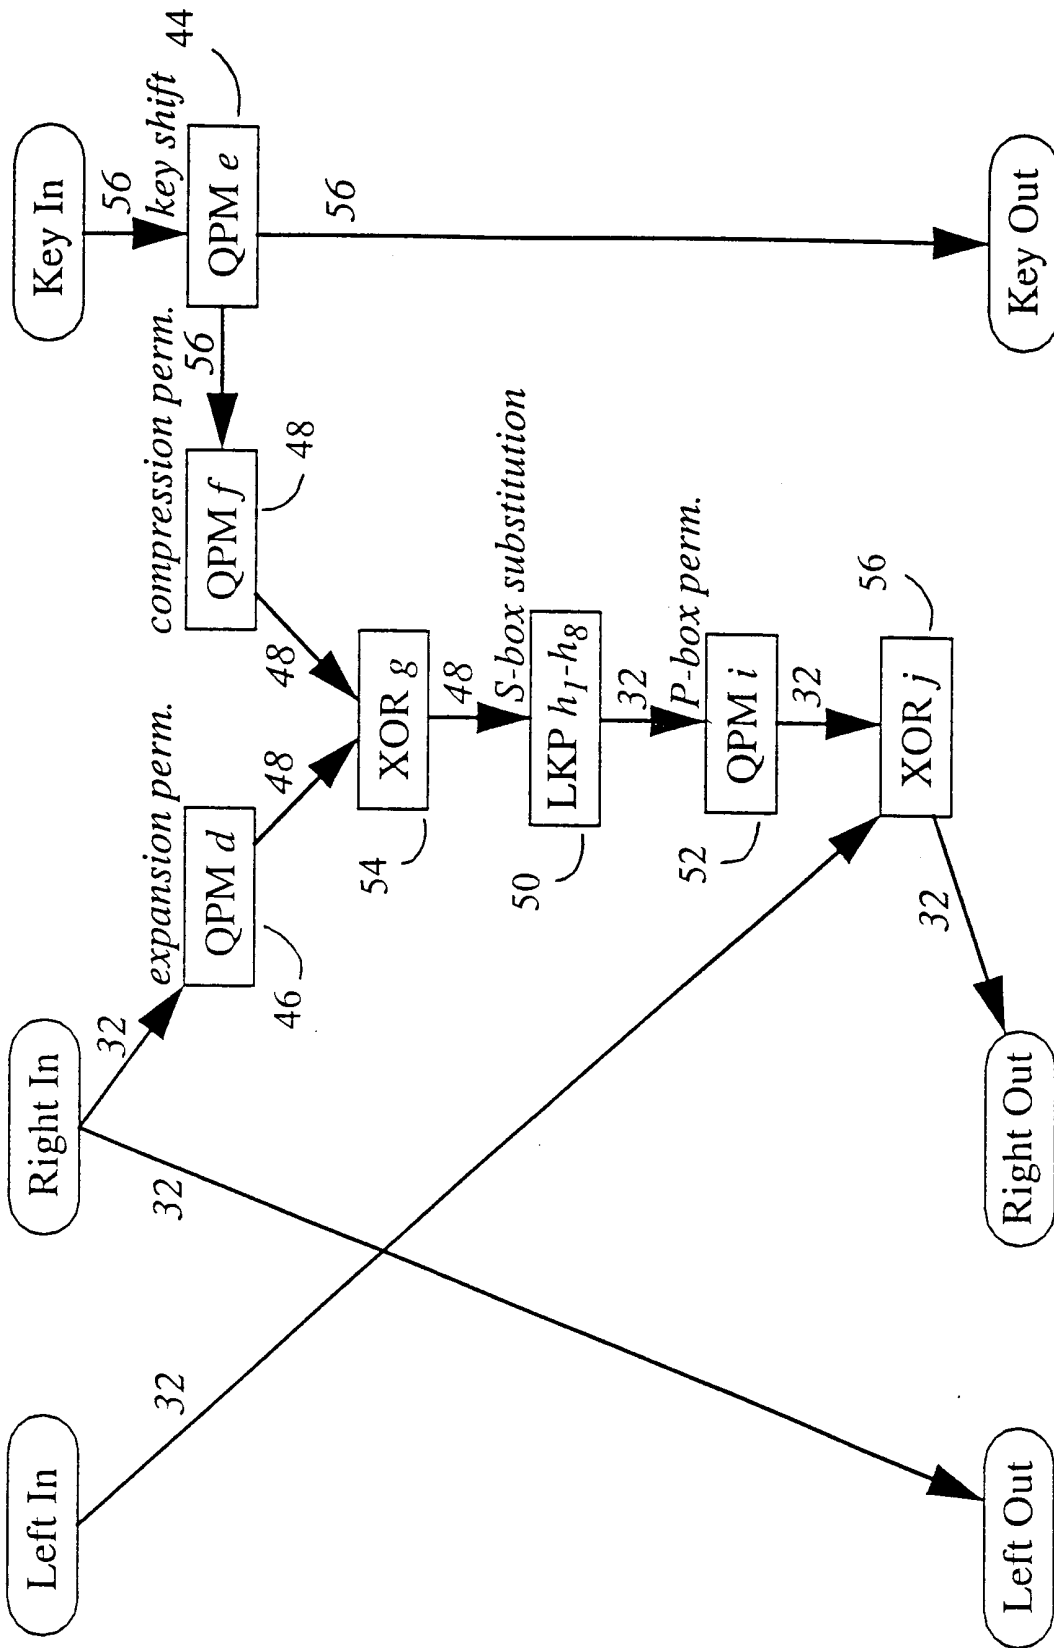 Left In
Right In
Key In
32
32
32
56
expansion perm.
compression perm.
key shift
QPM d
QPM f
QPM e
46
48
44
56
56
48
48
XOR g
54
48
S-box substitution
LKP h1-h8
50
32
P-box perm.
QPM i
52
32
XOR j
56
32
Left Out
Right Out
Key Out